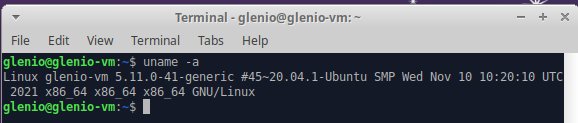 Terminal - glenio@glenio-vm: ~
File Edit View Terminal Tabs Help
glenio@glenio-vm:~$ uname -a
Linux glenio-vm 5.11.0-41-generic #45~20.04.1-Ubuntu SMP Wed Nov 10 10:20:10 UTC
 2021 x86_64 x86_64 x86_64 GNU/Linux
glenio@glenio-vm:~$